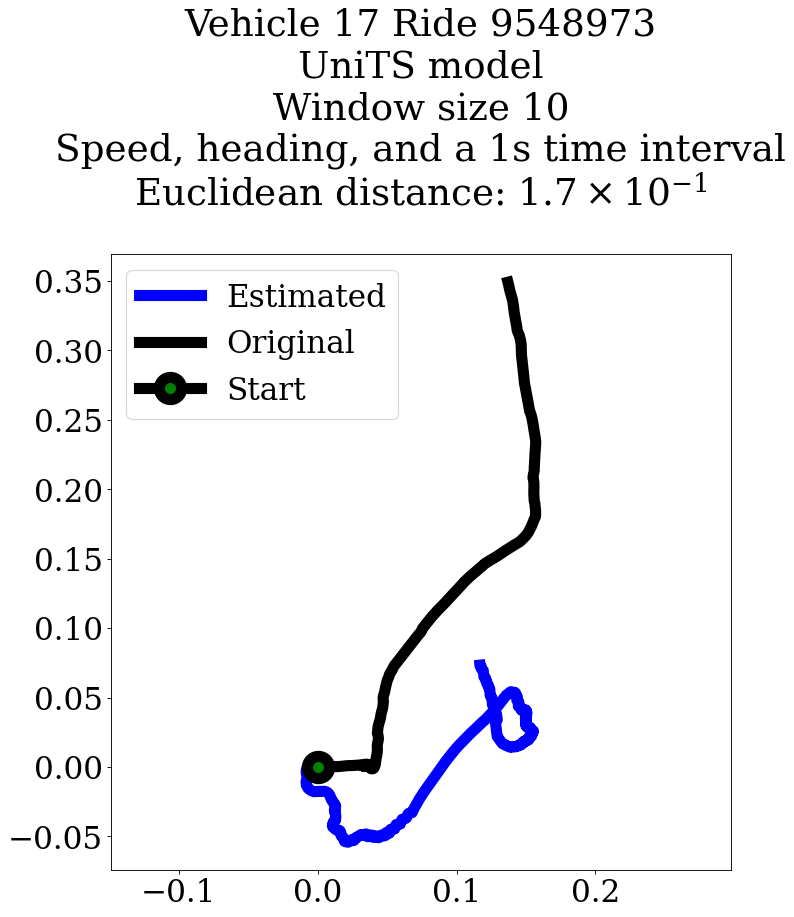 Vehicle 17 Ride 9548973
UniTS model
Window size 10
Speed, heading, and a 1s time interval
Euclidean distance: $1.7 \times 10^{-1}$
Estimated
Original
Start
0.35
0.30
0.25
0.20
0.15
0.10
0.05
0.00
−0.05
−0.1
0.0
0.1
0.2